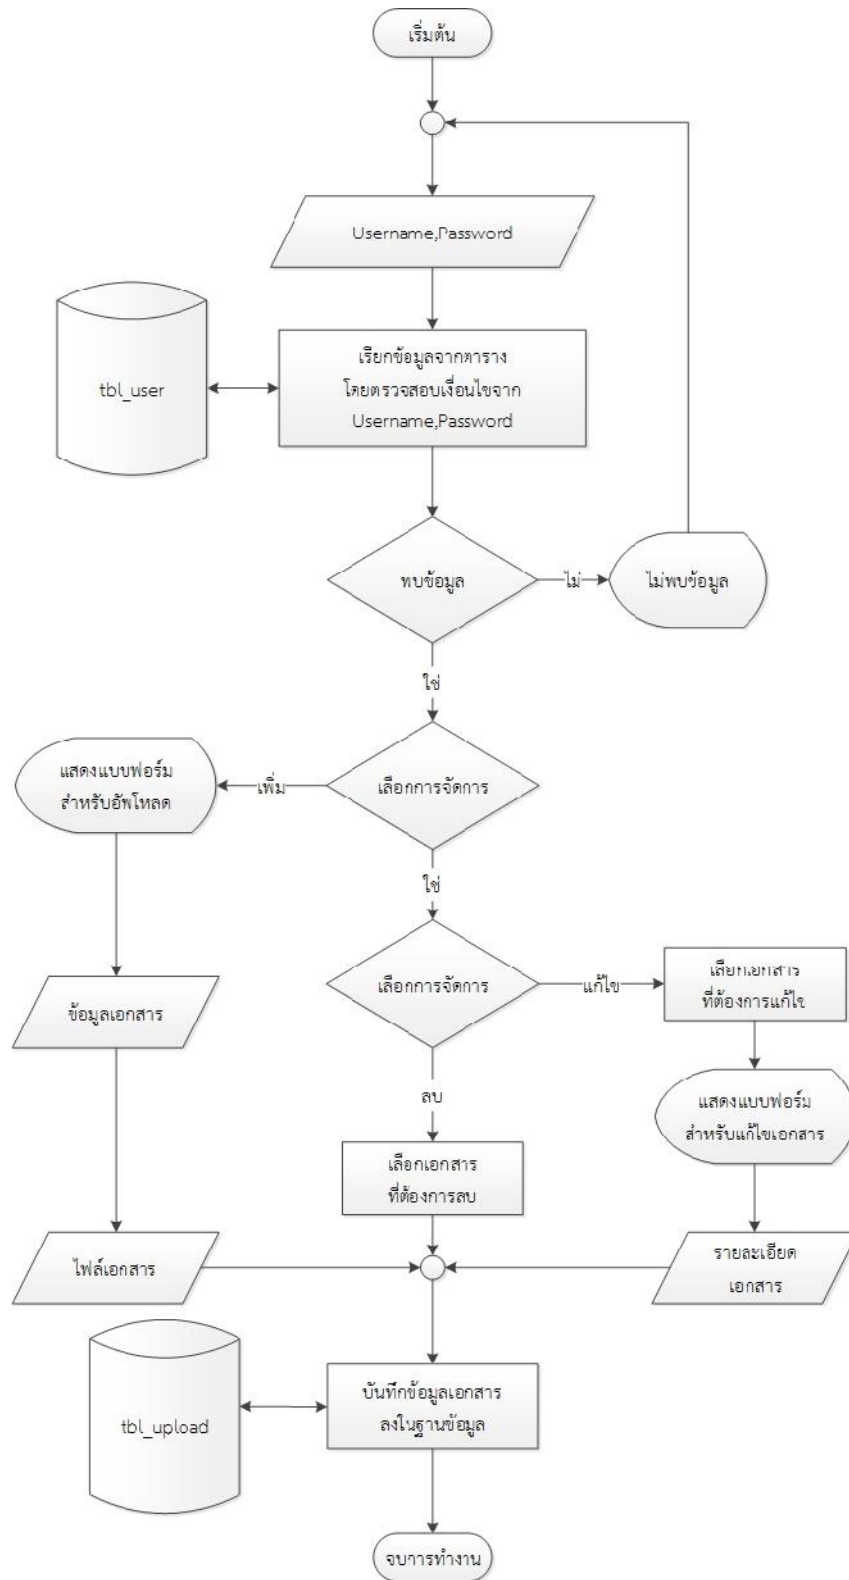 เริ่มต้น
Username,Password
เรียกข้อมูลจากตาราง
โดยตรวจสอบเงื่อนไขจาก
Username,Password
tbl_user
พบข้อมูล
ไม่
ไม่พบข้อมูล
ใช่
แสดงแบบฟอร์ม
สำหรับอัพโหลด
เพิ่ม
เลือกการจัดการ
ใช่
เลือกการจัดการ
แก้ไข
เลือกเอกสาร
ที่ต้องการแก้ไข
ข้อมูลเอกสาร
ลบ
แสดงแบบฟอร์ม
สำหรับแก้ไขเอกสาร
เลือกเอกสาร
ที่ต้องการลบ
ไฟล์เอกสาร
รายละเอียด
เอกสาร
tbl_upload
บันทึกข้อมูลเอกสาร
ลงในฐานข้อมูล
จบการทำงาน